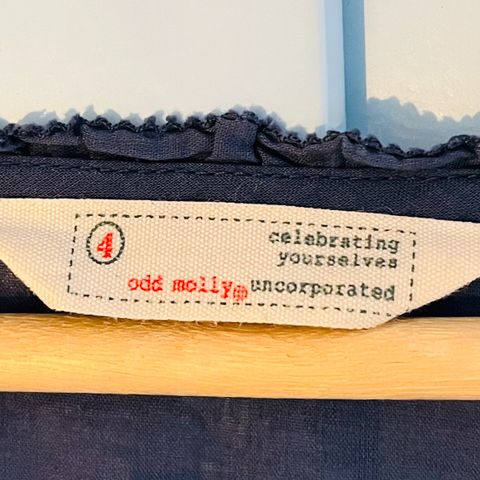 4
celebrating
yourselves
odd molly® uncorporated